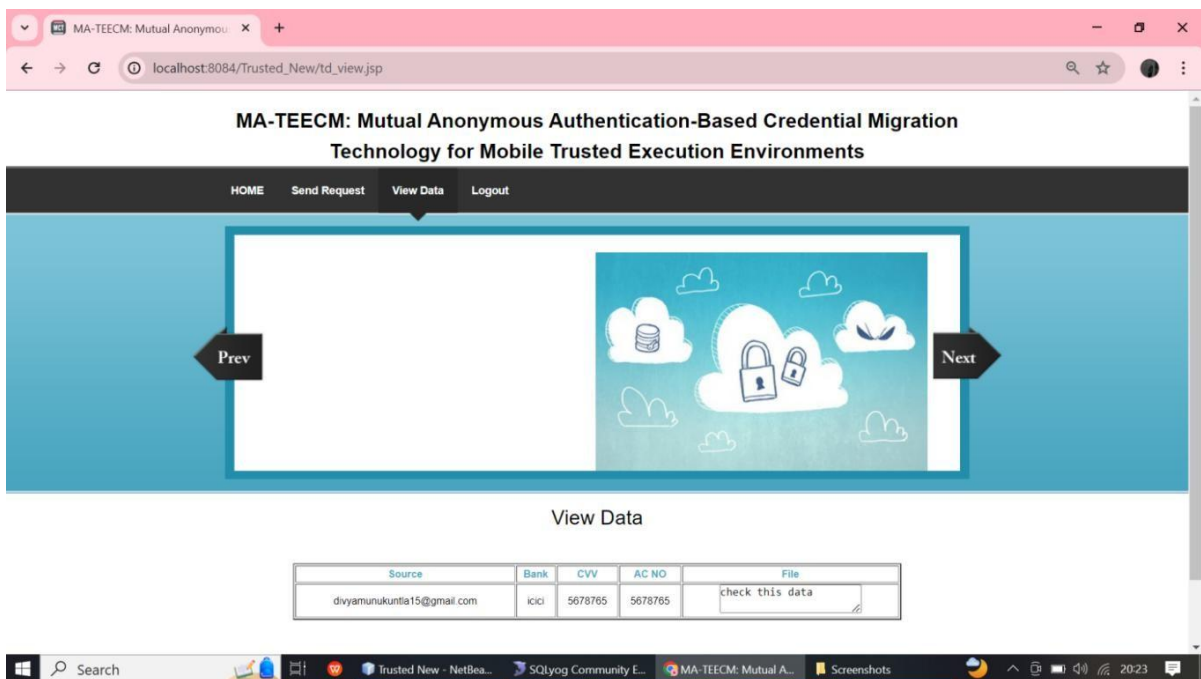 MA-TEECM: Mutual Anonymou
localhost:8084/Trusted_New/td_view.jsp
MA-TEECM: Mutual Anonymous Authentication-Based Credential Migration
Technology for Mobile Trusted Execution Environments
HOME Send Request View Data Logout
Prev
Next
View Data
Source Bank CVV AC NO File
divyamunukuntla15@gmail.com icici 5678765 5678765 check this data
Search Trusted New - NetBea... SQLyog Community E... MA-TEECM: Mutual A... Screenshots 20:23